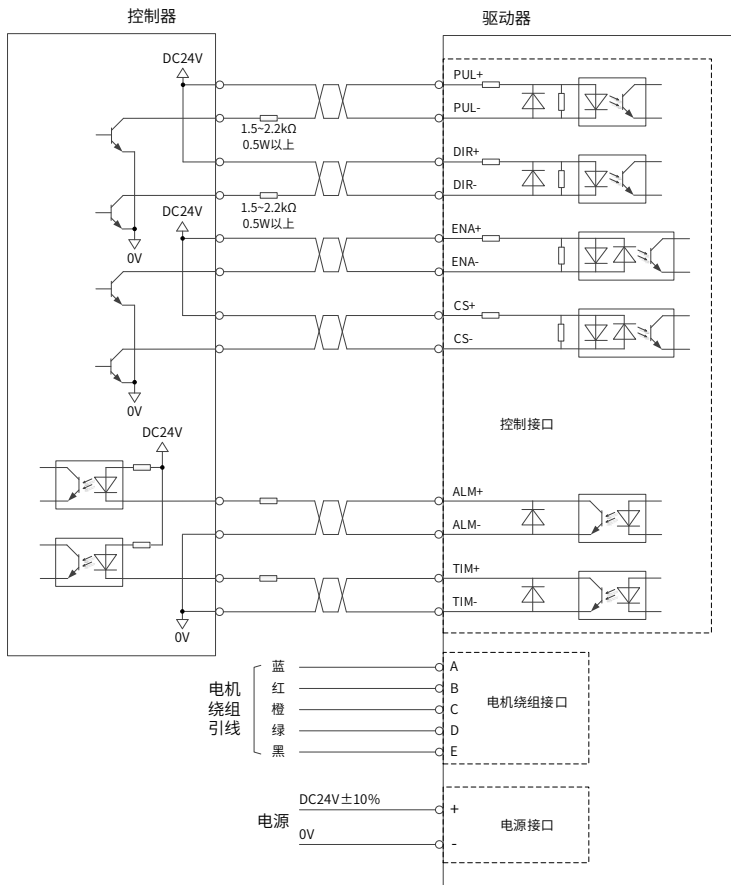 控制器
驱动器
DC24V
PUL+
PUL-
1.5~2.2kΩ
0.5W以上
DIR+
DIR-
DC24V
1.5~2.2kΩ
0.5W以上
ENA+
0V
ENA-
CS+
CS-
0V
控制接口
DC24V
ALM+
ALM-
TIM+
TIM-
0V
电机
绕组
引线
蓝
A
红
B
橙
C
绿
D
黑
E
电机绕组接口
电源
DC24V±10%
+
0V
-
电源接口